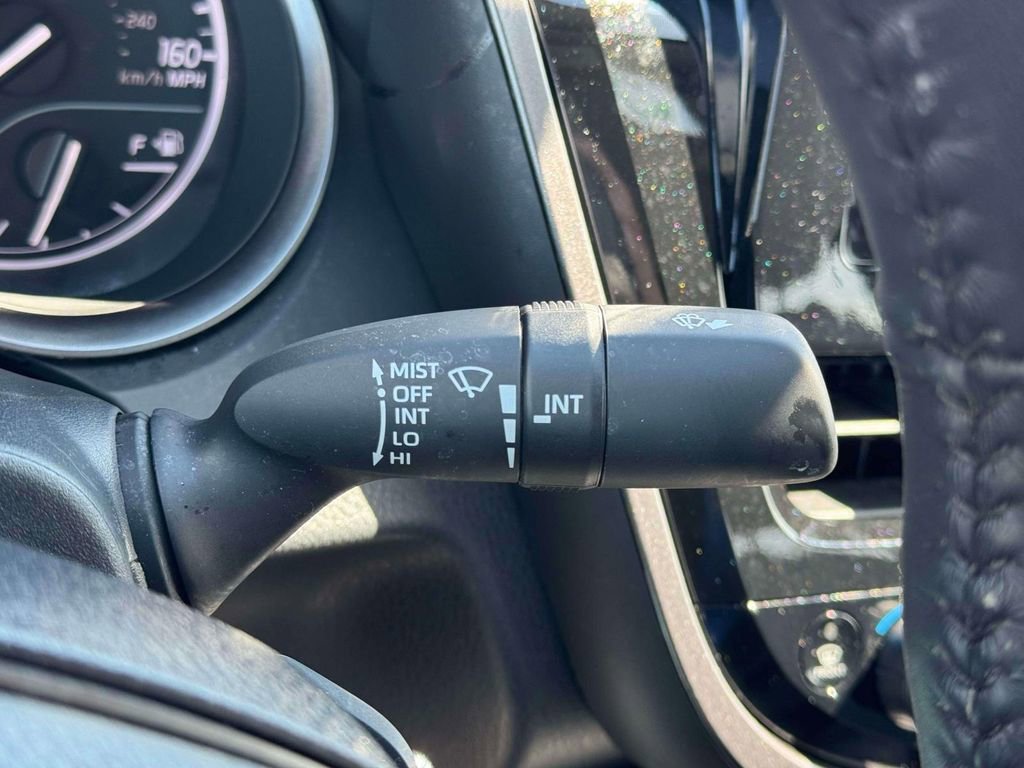 240
160
km/h MPH
F
MIST
OFF
INT
LO
HI
INT